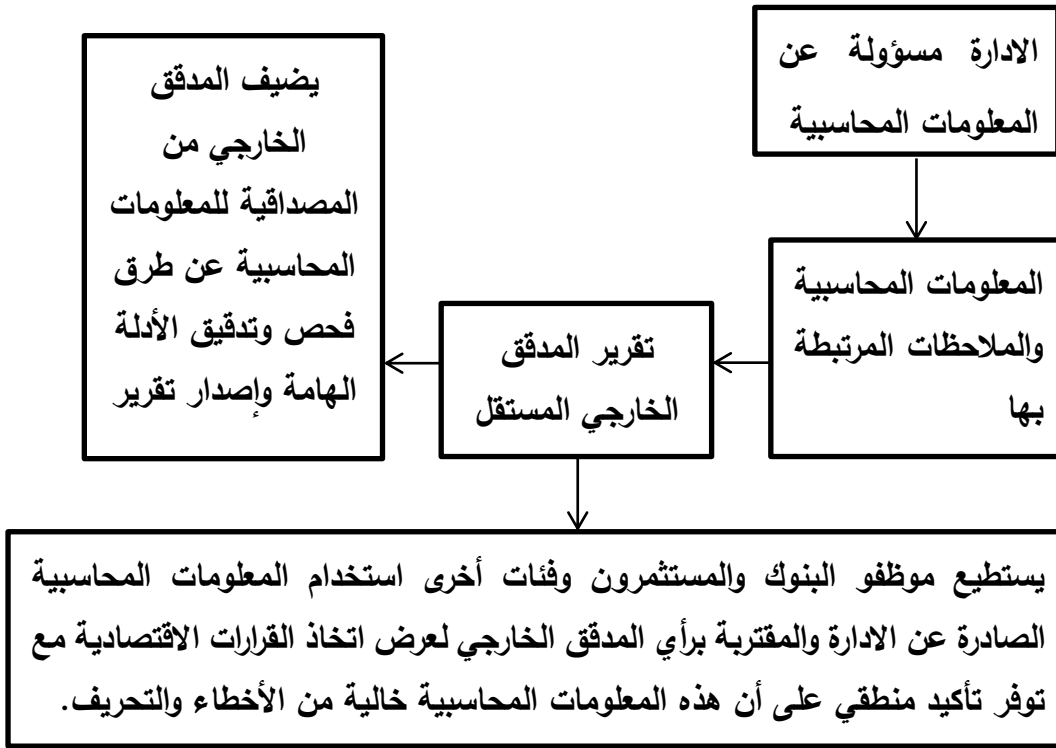 الادارة مسؤولة عن
المعلومات المحاسبية
المعلومات المحاسبية
والملاحظات المرتبطة
بها
تقرير المدقق
الخارجي المستقل
يضيف المدقق
الخارجي من
المصداقية للمعلومات
المحاسبية عن طرق
فحص وتدقيق الأدلة
الهامة وإصدار تقرير
يستطيع موظفو البنوك والمستثمرون وفئات أخرى استخدام المعلومات المحاسبية
الصادرة عن الادارة والمقتربة برأي المدقق الخارجي لعرض اتخاذ القرارات الاقتصادية مع
توفر تأكيد منطقي على أن هذه المعلومات المحاسبية خالية من الأخطاء والتحريف.